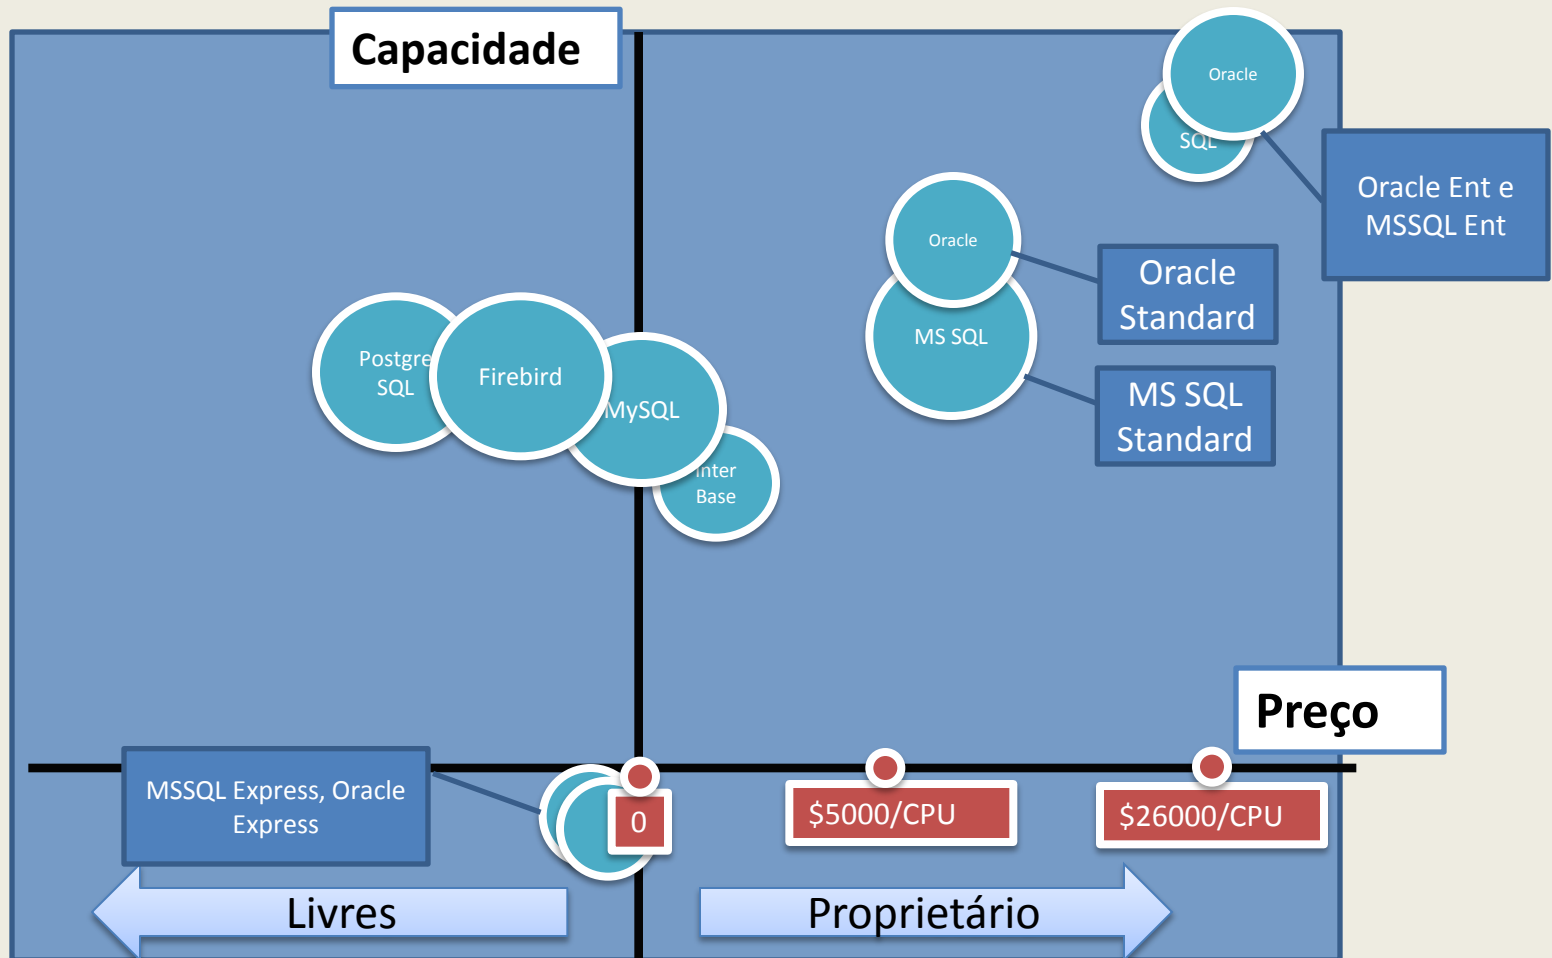 Capacidade
Oracle
SQL
Oracle Ent e
MSSQL Ent
Oracle
Oracle
Standard
MS SQL
MS SQL
Standard
Postgre
SQL
Firebird
MySQL
Inter
Base
Preço
MSSQL Express, Oracle
Express
0
$5000/CPU
$26000/CPU
Livres
Proprietário